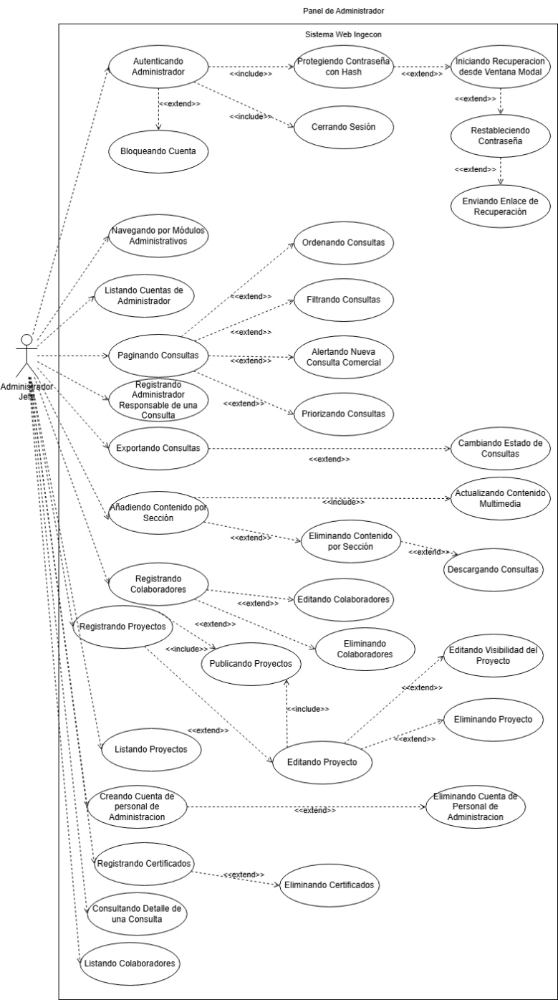 Panel de Administrador
Sistema Web Ingecon
Autenticando
Administrador
<<include>>
Protegiendo Contraseña
con Hash
<<extend>>
Iniciando Recuperacion
desde Ventana Modal
<<extend>>
<<include>>
<<extend>>
Cerrando Sesión
Restableciendo
Contraseña
Bloqueando Cuenta
<<extend>>
Enviando Enlace de
Recuperación
Navegando por Módulos
Administrativos
Ordenando Consultas
Listando Cuentas de
Administrador
<<extend>>
Filtrando Consultas
<<extend>>
Paginando Consultas
<<extend>>
Alertando Nueva
Consulta Comercial
Administrador
Jefe
Registrando
Administrador
Responsable de una
Consulta
<<extend>>
Priorizando Consultas
Exportando Consultas
<<extend>>
Cambiando Estado de
Consultas
Añadiendo Contenido por
Sección
<<include>>
Actualizando Contenido
Multimedia
<<extend>>
Eliminando Contenido
por Sección
<<extend>>
Descargando Consultas
Registrando
Colaboradores
<<extend>>
Editando Colaboradores
Registrando Proyectos
<<extend>>
<<include>>
Eliminando
Colaboradores
Publicando Proyectos
Editando Visibilidad del
Proyecto
<<extend>>
<<include>>
Eliminando Proyecto
<<extend>>
<<extend>>
Listando Proyectos
Editando Proyecto
Creando Cuenta de
personal de
Administracion
<<extend>>
Eliminando Cuenta de
Personal de
Administracion
Registrando Certificados
<<extend>>
Eliminando Certificados
Consultando Detalle de
una Consulta
Listando Colaboradores